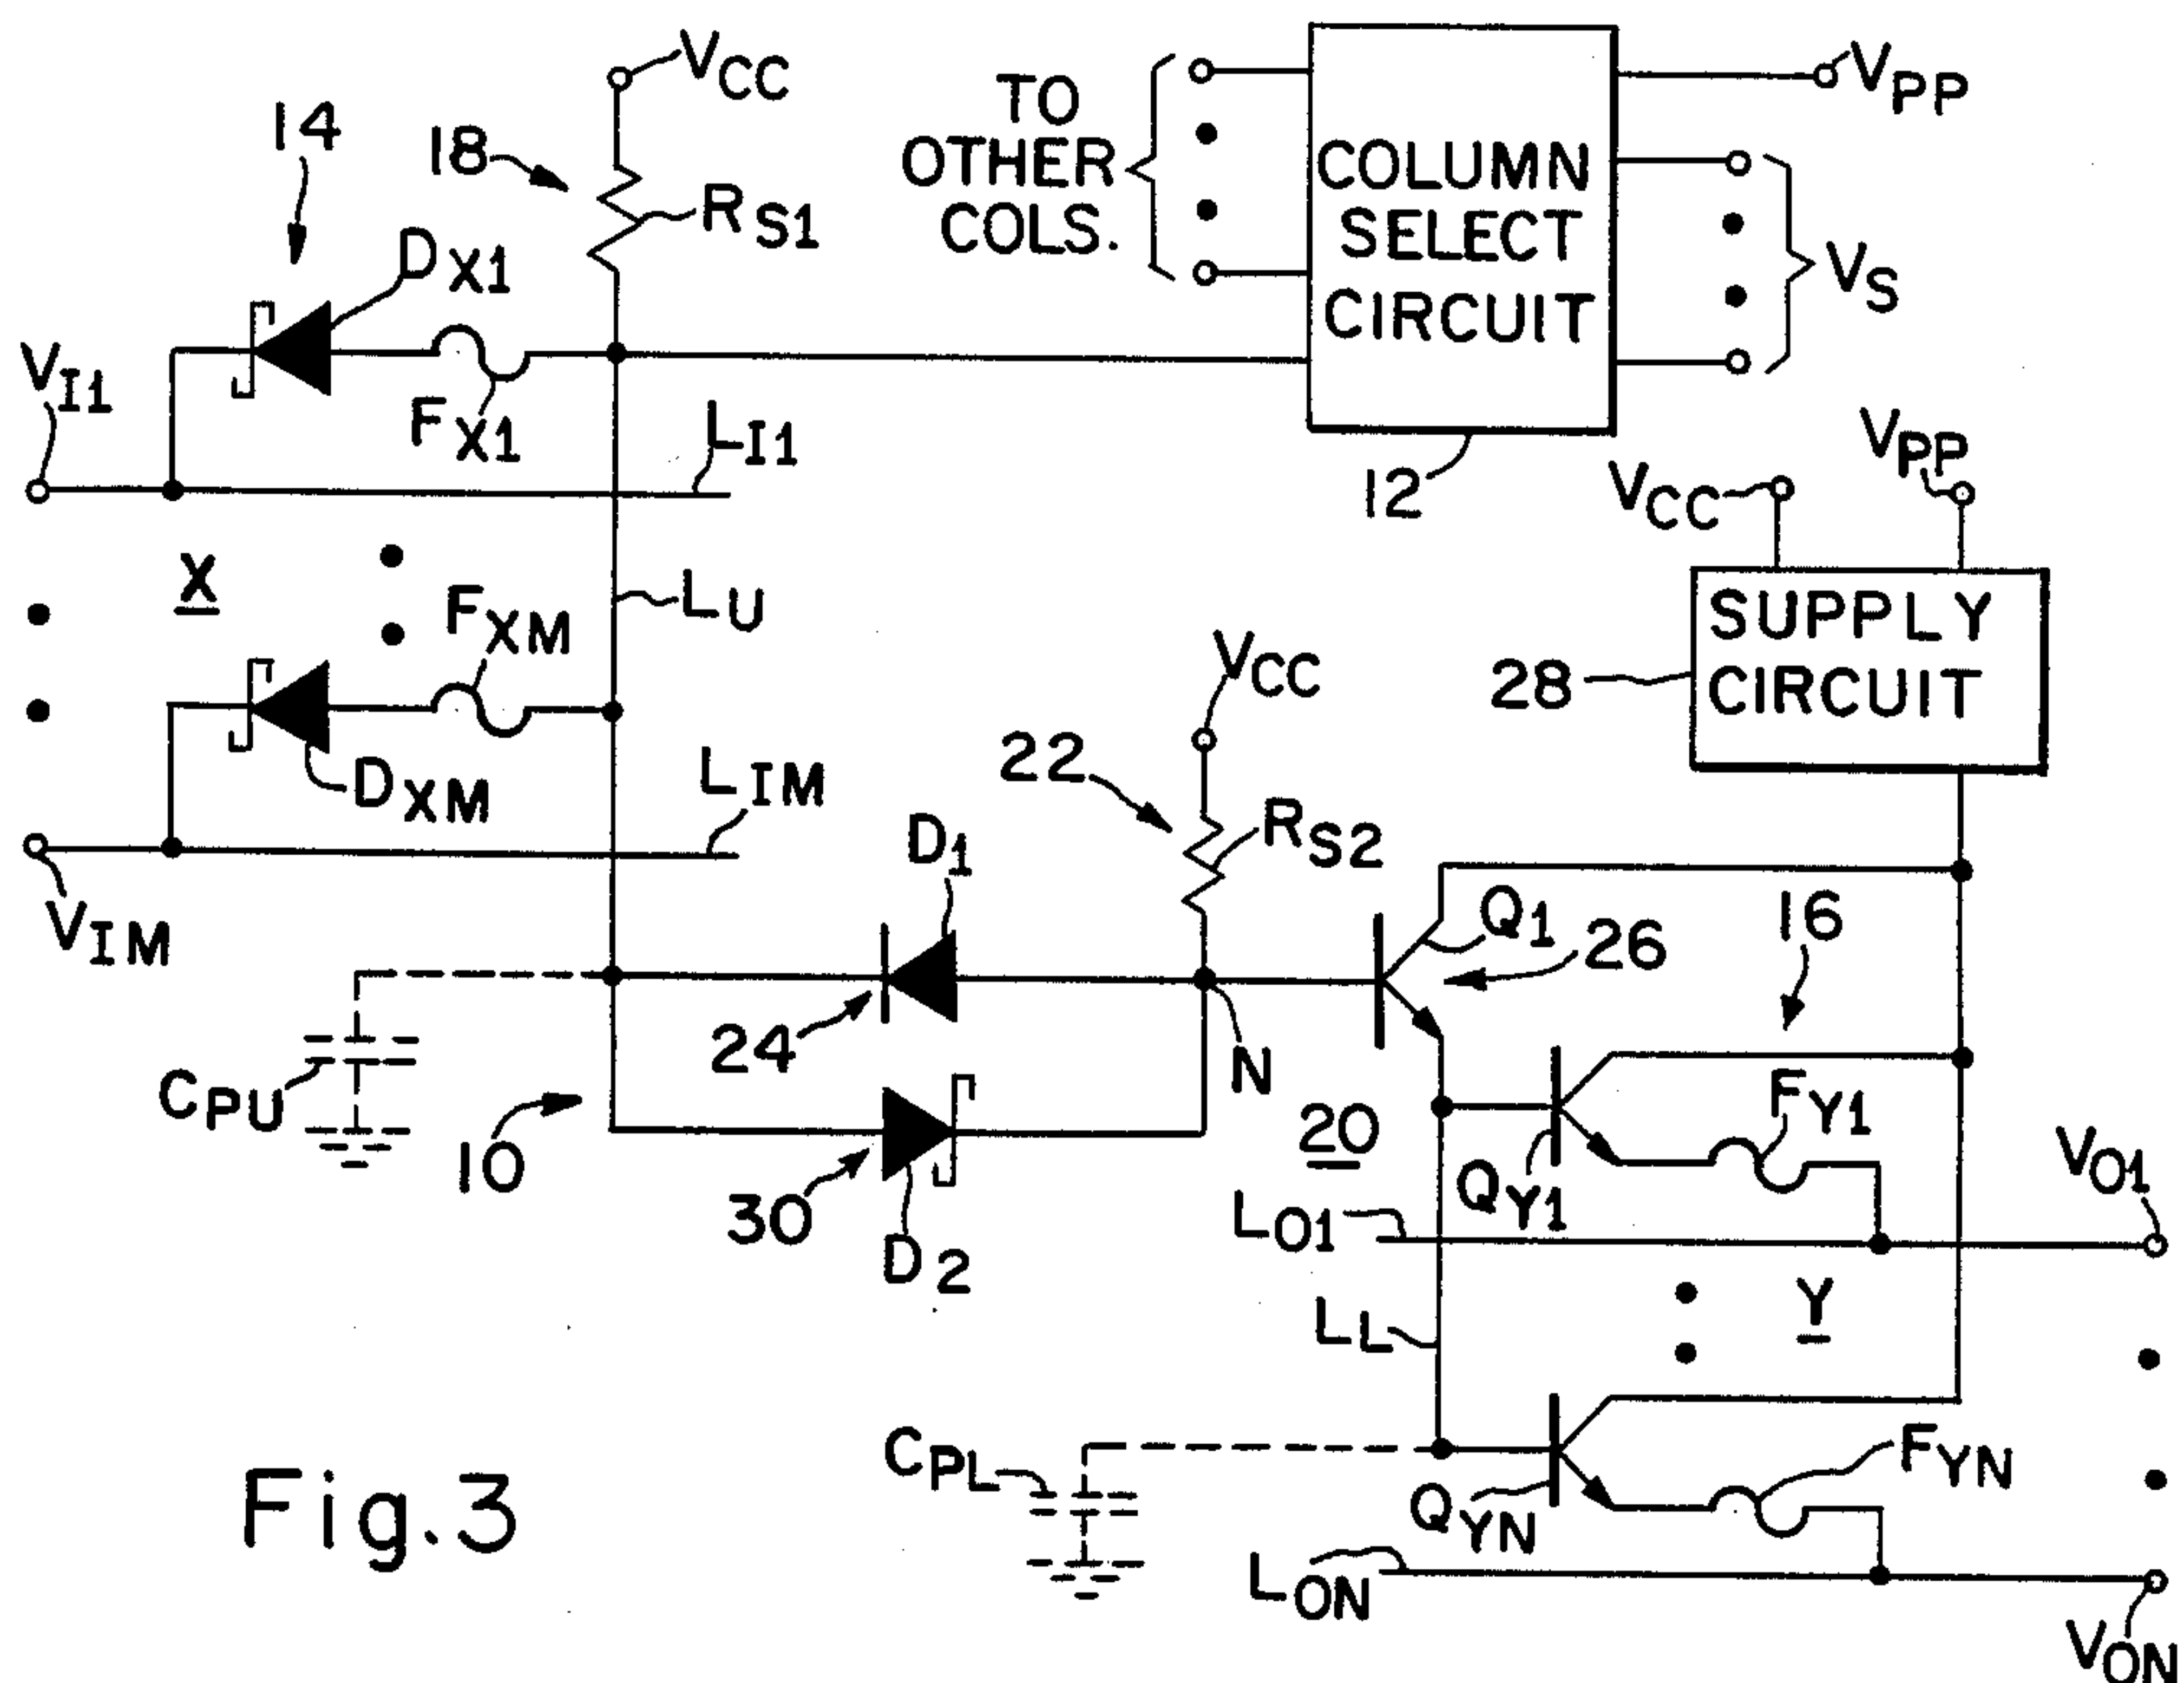 VCC
VPP
14
18
TO
OTHER
COLS.
COLUMN
SELECT
CIRCUIT
RS1
DX1
VS
VI1
FX1
LI1
12
VCC
VPP
X
FXM
LU
SUPPLY
CIRCUIT
28
VCC
22
DXM
LIM
RS2
D1
Q1
16
26
VIM
24
N
CPU
10
20
FY1
30
QY1
VO1
LO1
D2
Y
LL
CPL
FYN
QYN
Fig.3
LON
VON